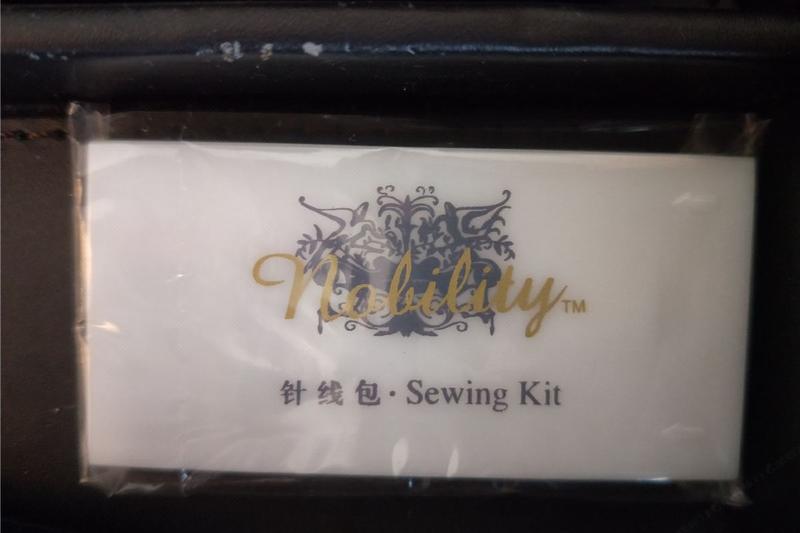 Nobility™
针线包·Sewing Kit